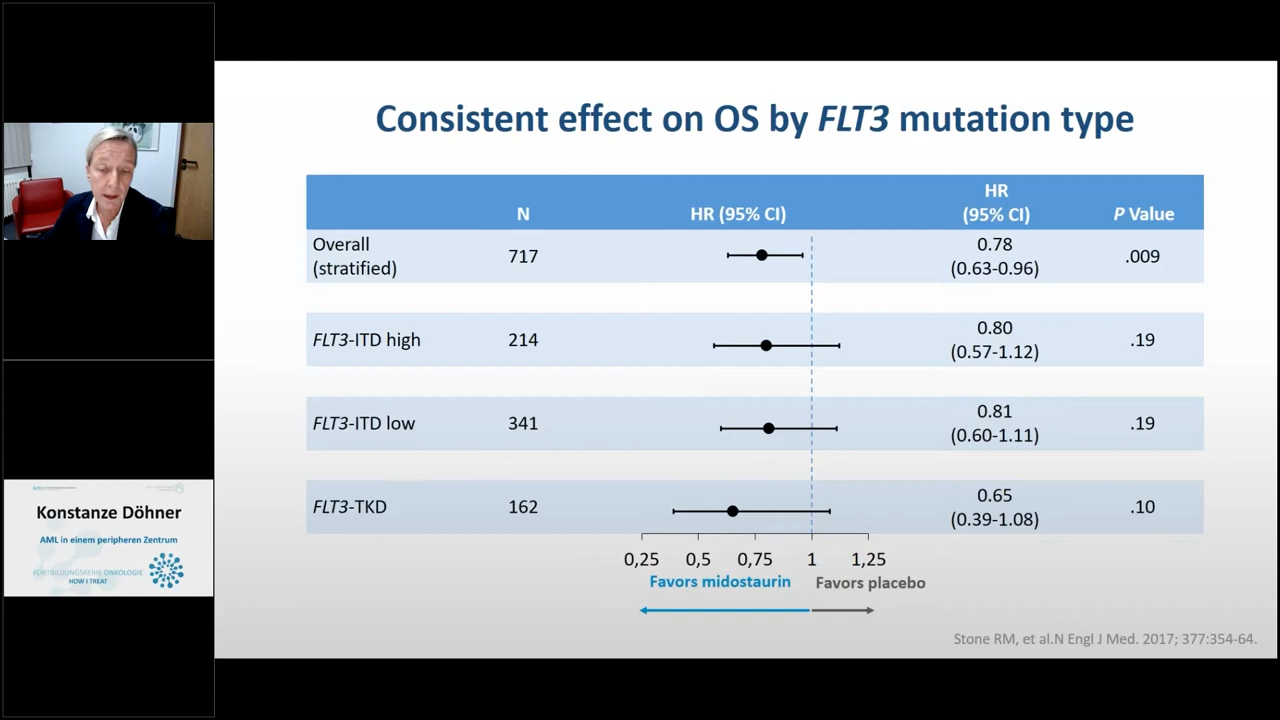 Consistent effect on OS by FLT3 mutation type
N
HR (95% CI)
HR
(95% CI)
P Value
Overall
(stratified)
717
0.78
(0.63-0.96)
.009
FLT3-ITD high
214
0.80
(0.57-1.12)
.19
FLT3-ITD low
341
0.81
(0.60-1.11)
.19
FLT3-TKD
162
0.65
(0.39-1.08)
.10
0,25 0,5 0,75 1 1,25
Favors midostaurin Favors placebo
Stone RM, et al.N Engl J Med. 2017; 377:354-64.
Konstanze Döhner
AML in einem peripheren Zentrum
FORTBILDUNGSREIHE ONKOLOGIE
HOW I TREAT